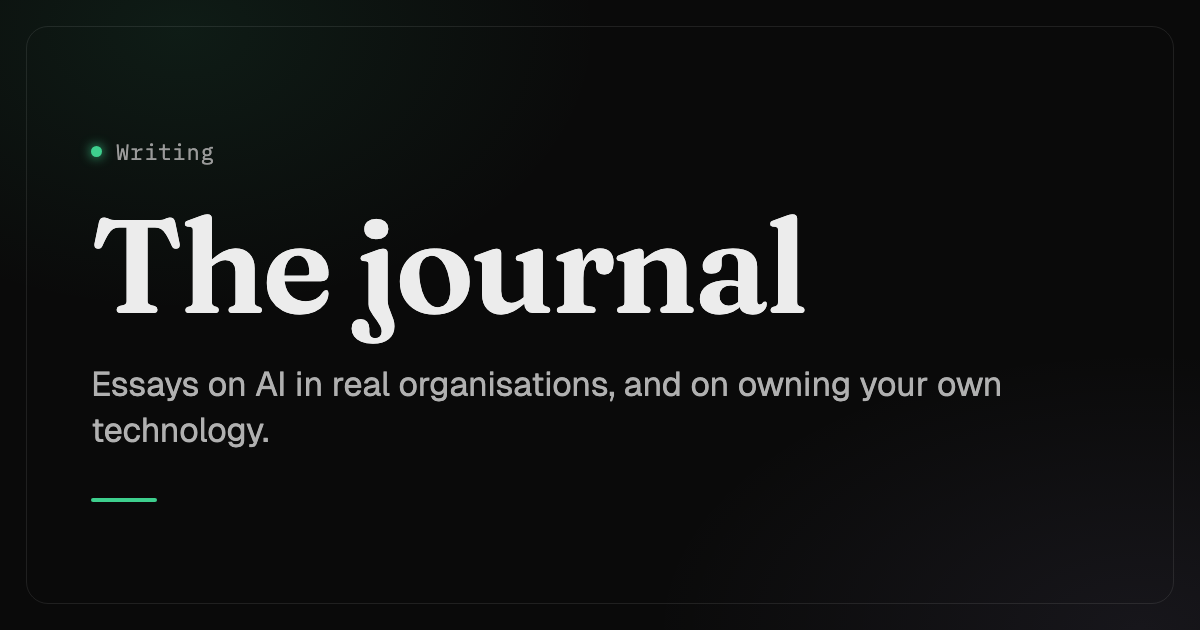 Writing
The journal
Essays on AI in real organisations, and on owning your own
technology.